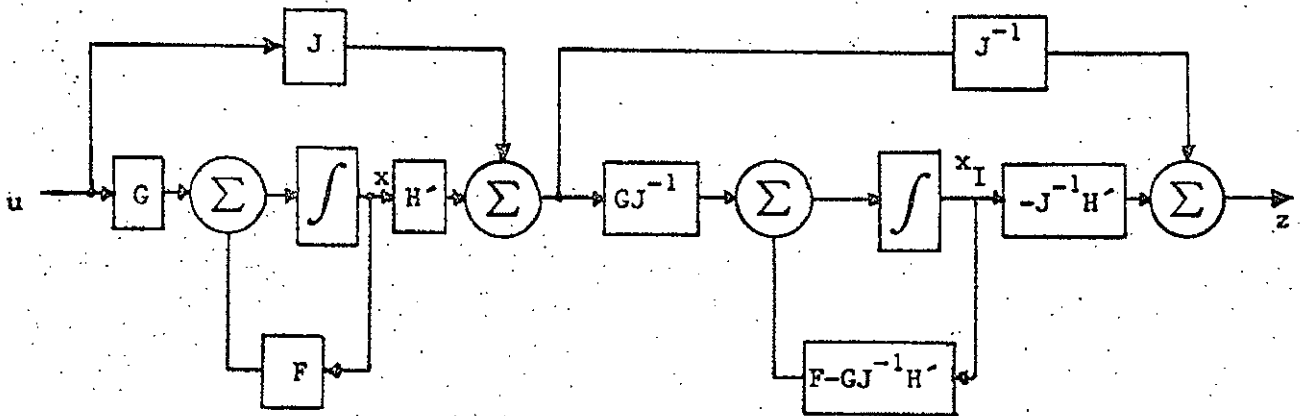 J
J⁻¹
u
G
Σ
∫
x
H′
Σ
GJ⁻¹
Σ
∫
x_I
-J⁻¹H′
Σ
z
F
F-GJ⁻¹H′